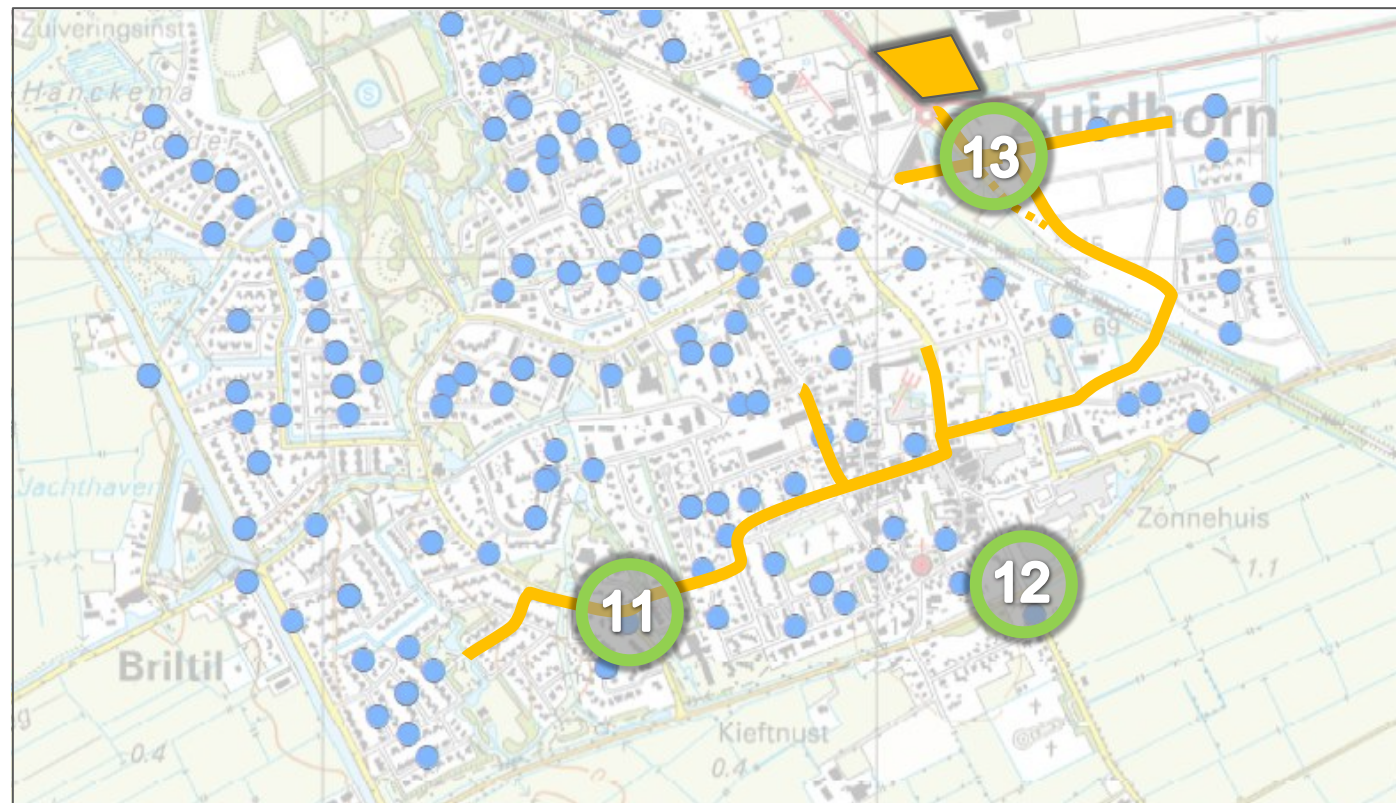 Zuiveringsinst
Hanckema
Polder
S
Zuidhorn
13
0.6
69
Jachthaven
Zonnehuis
1.1
12
11
Briltil
Kieftnust
0.4
0.4